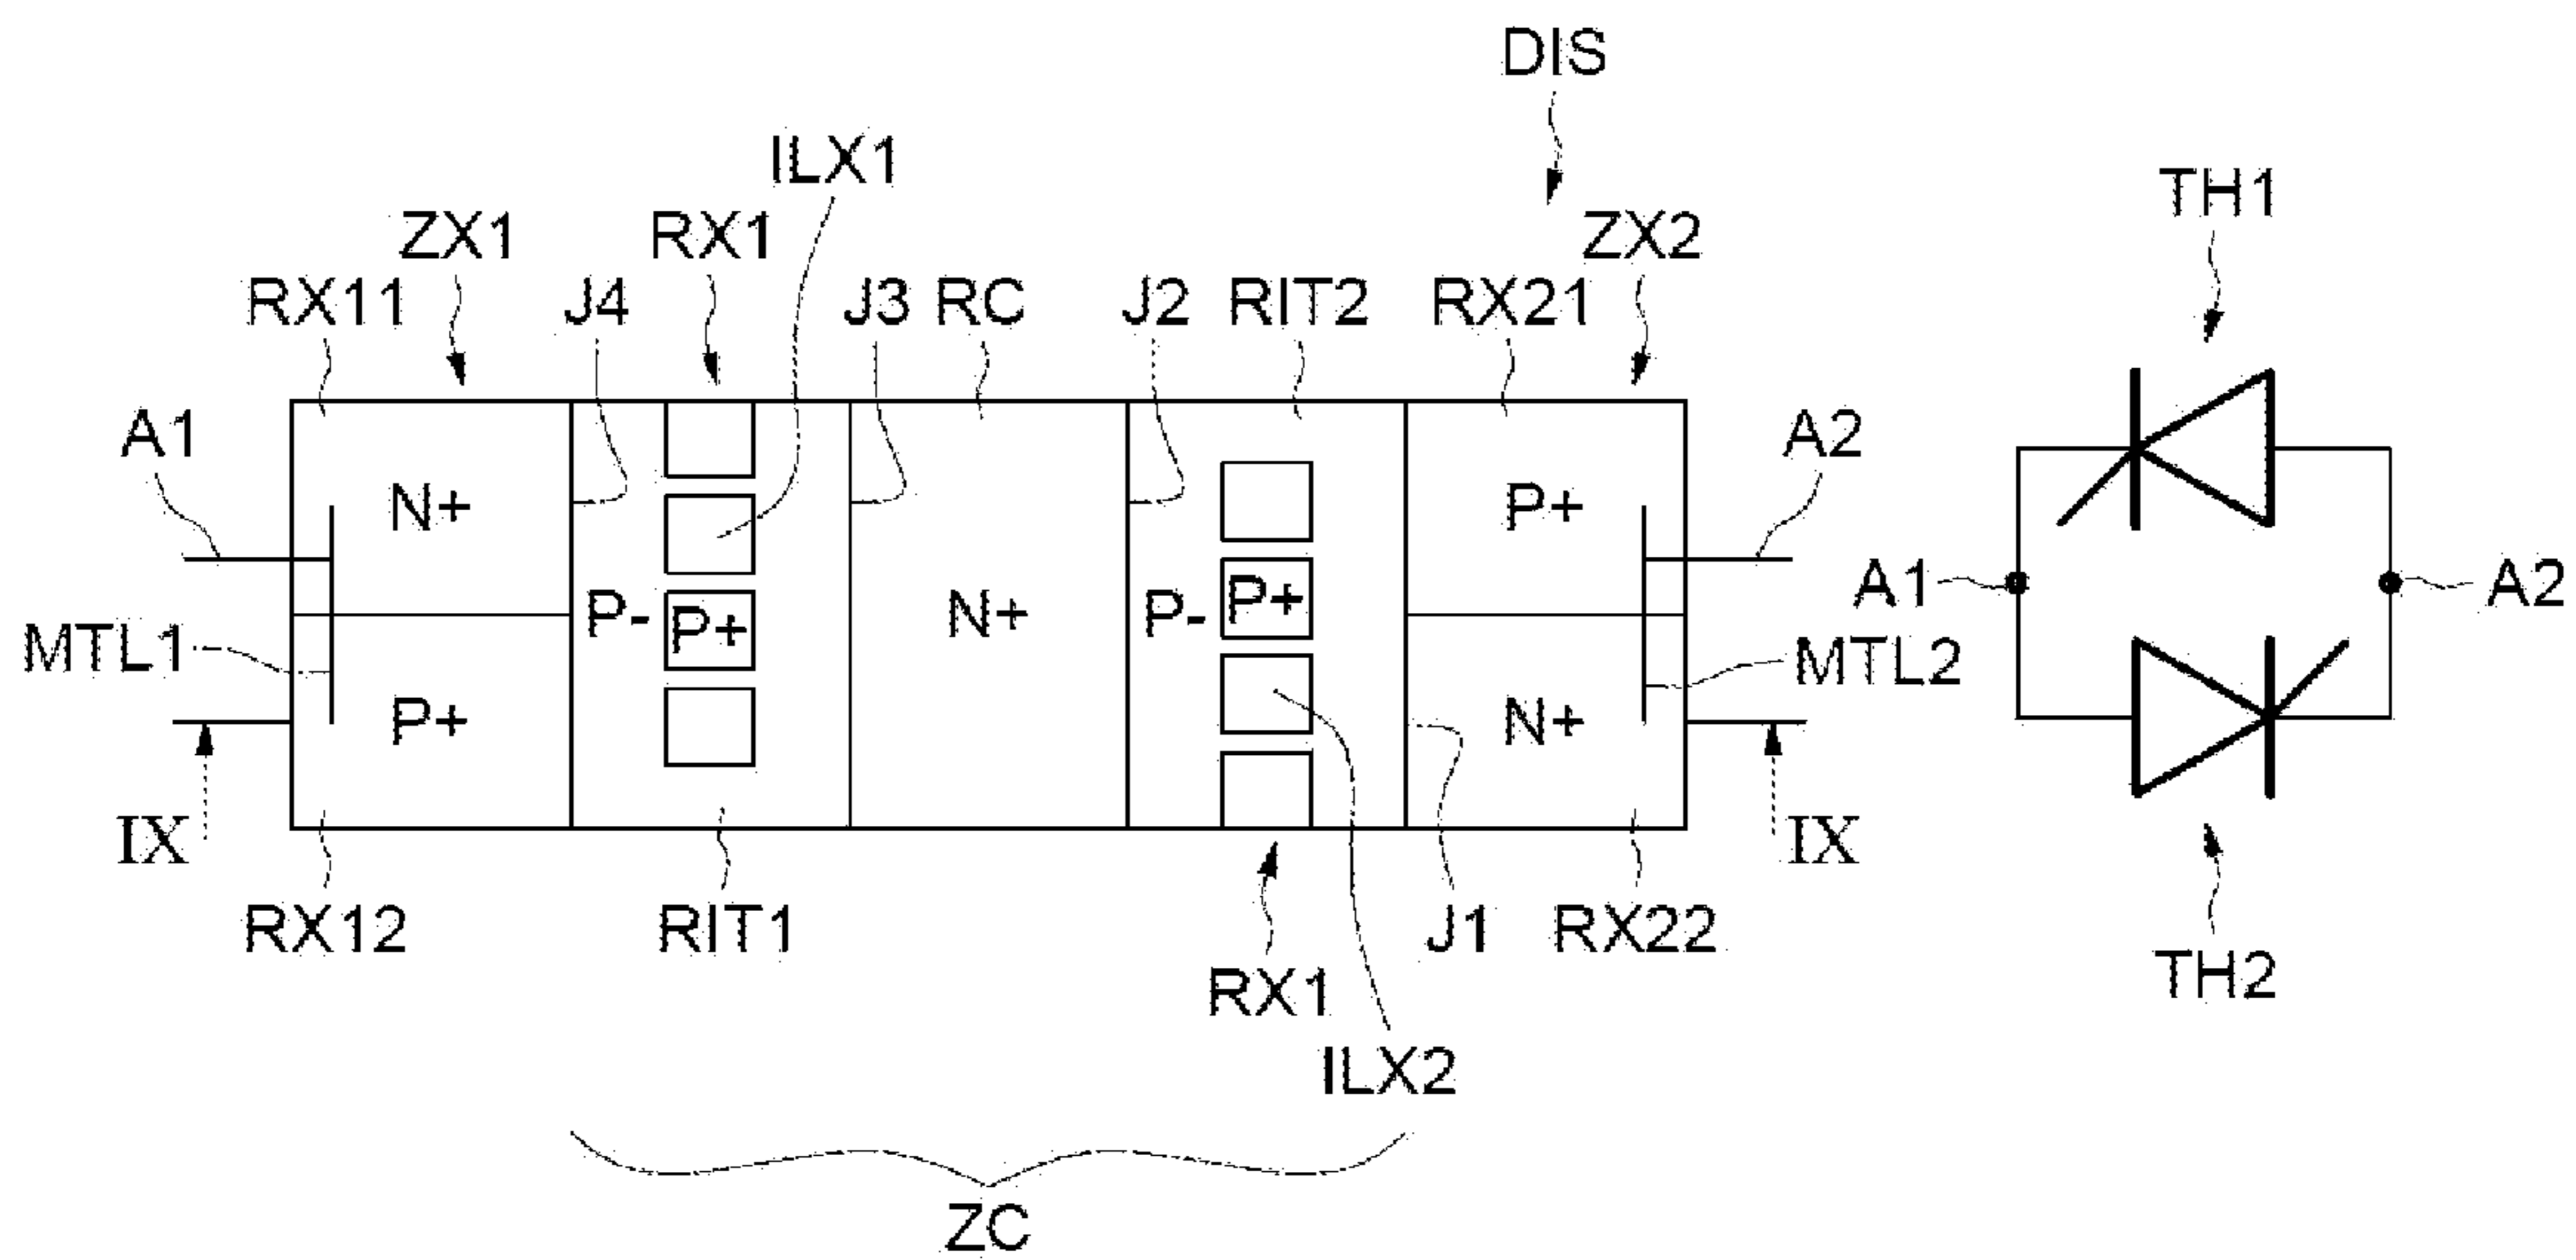 DIS
ILX1
TH1
ZX1 RX1 ZX2
RX11 J4 J3 RC J2 RIT2 RX21
A1 A2
N+ P+
A1 A2
P- P+ N+ P- P+
MTL1 MTL2
P+ N+
IX IX
RX12 RIT1 J1 RX22
TH2
RX1
ILX2
ZC